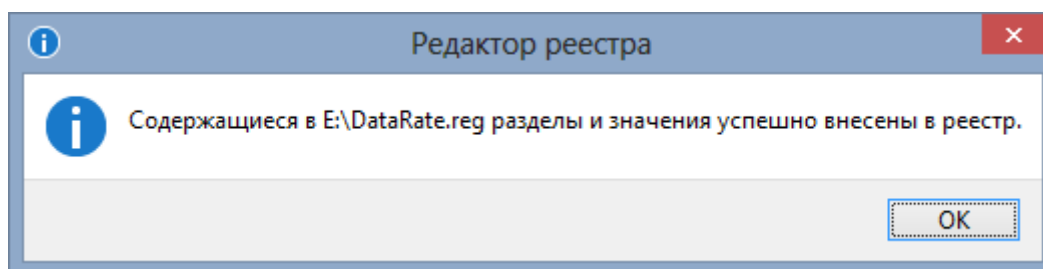 Редактор реестра
Содержащиеся в E:\DataRate.reg разделы и значения успешно внесены в реестр.
OK